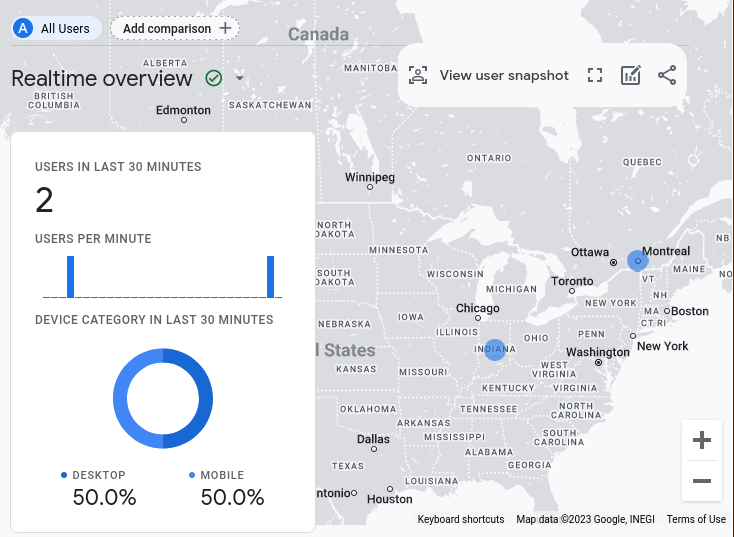 A All Users
Add comparison
Realtime overview
View user snapshot
USERS IN LAST 30 MINUTES
2
USERS PER MINUTE
DEVICE CATEGORY IN LAST 30 MINUTES
DESKTOP
50.0%
MOBILE
50.0%
Canada
ALBERTA
MANITOBA
BRITISH
COLUMBIA
SASKATCHEWAN
Edmonton
ONTARIO
QUEBEC
Winnipeg
NORTH
DAKOTA
MINNESOTA
NB
Ottawa
Montreal
SOUTH
DAKOTA
WISCONSIN
MICHIGAN
Toronto
VT
MAINE
NEW YORK
NH
MA
Boston
CT RI
Chicago
IOWA
NEBRASKA
ILLINOIS
INDIANA
OHIO
PENN
New York
l States
Washington
KANSAS
MISSOURI
WEST
VIRGINIA
KENTUCKY
VIRGINIA
OKLAHOMA
TENNESSEE
NORTH
CAROLINA
ARKANSAS
Dallas
MISSISSIPPI
SOUTH
CAROLINA
ALABAMA
TEXAS
GEORGIA
LOUISIANA
ntonio
Houston
Keyboard shortcuts
Map data ©2023 Google, INEGI
Terms of Use